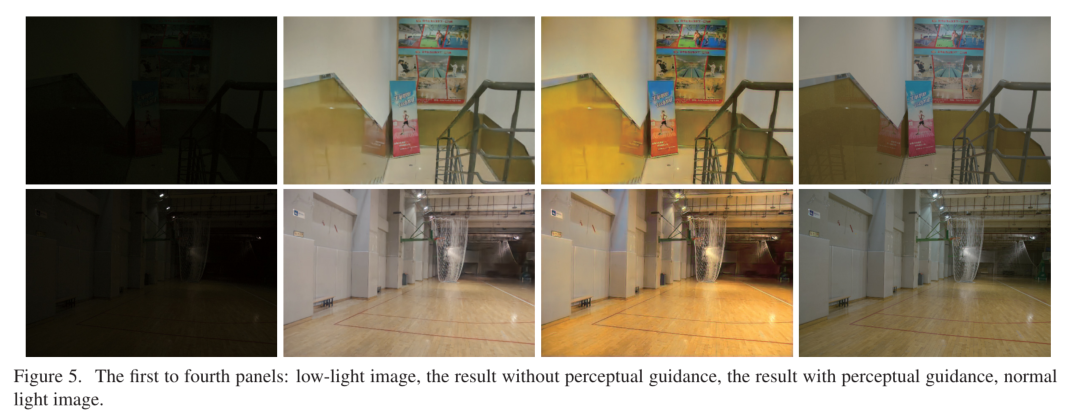 Figure 5. The first to fourth panels: low-light image, the result without perceptual guidance, the result with perceptual guidance, normal
light image.